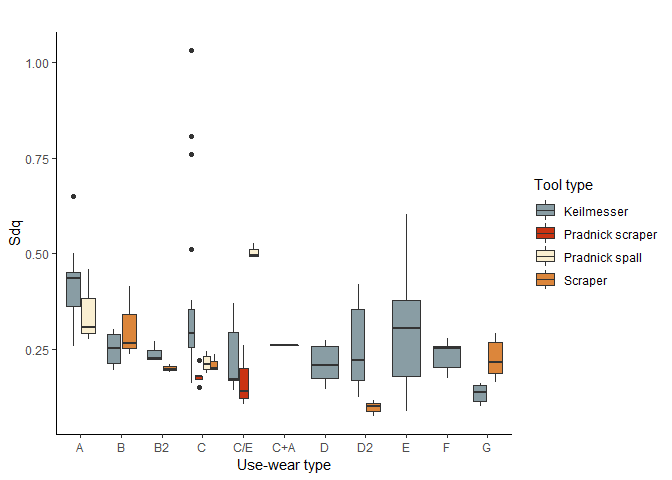 1.00
0.75
0.50
0.25
Sdq
A B B2 C C/E C+A D D2 E F G
Use-wear type
Tool type
Keilmesser
Pradnick scraper
Pradnick spall
Scraper